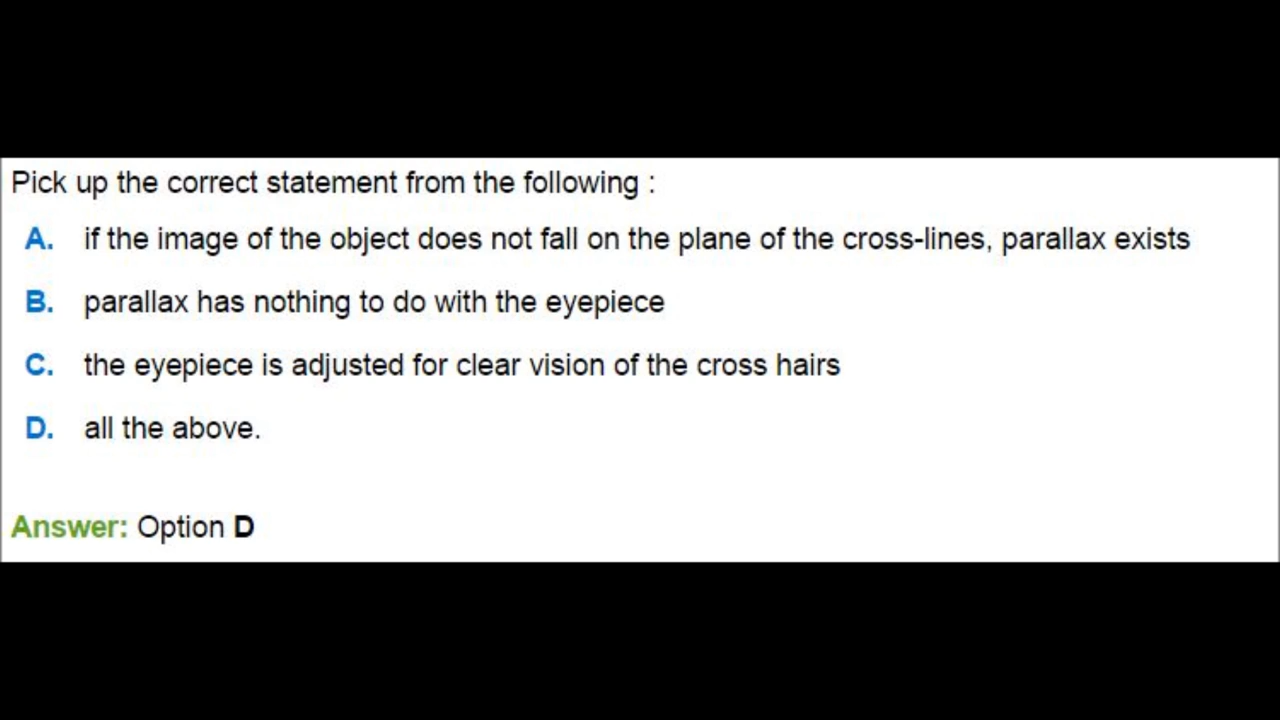 Pick up the correct statement from the following :
A. if the image of the object does not fall on the plane of the cross-lines, parallax exists
B. parallax has nothing to do with the eyepiece
C. the eyepiece is adjusted for clear vision of the cross hairs
D. all the above.
Answer: Option D